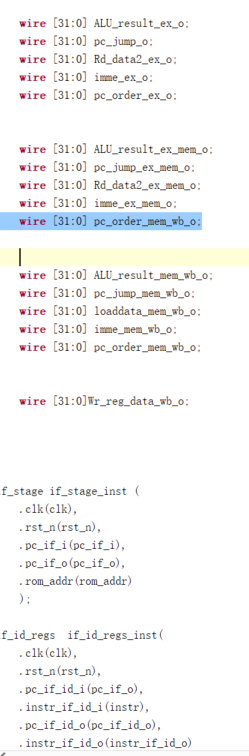 wire [31:0] ALU_result_ex_o;
wire [31:0] pc_jump_o;
wire [31:0] Rd_data2_ex_o;
wire [31:0] imme_ex_o;
wire [31:0] pc_order_ex_o;
wire [31:0] ALU_result_ex_mem_o;
wire [31:0] pc_jump_ex_mem_o;
wire [31:0] Rd_data2_ex_mem_o;
wire [31:0] imme_ex_mem_o;
wire [31:0] pc_order_mem_wb_o;
wire [31:0] ALU_result_mem_wb_o;
wire [31:0] pc_jump_mem_wb_o;
wire [31:0] loaddata_mem_wb_o;
wire [31:0] imme_mem_wb_o;
wire [31:0] pc_order_mem_wb_o;
wire [31:0]Wr_reg_data_wb_o;
f_stage if_stage_inst (
.clk(clk),
.rst_n(rst_n),
.pc_if_i(pc_if_i),
.pc_if_o(pc_if_o),
.rom_addr(rom_addr)
);
f_id_regs if_id_regs_inst(
.clk(clk),
.rst_n(rst_n),
.pc_if_id_i(pc_if_o),
.instr_if_id_i(instr),
.pc_if_id_o(pc_if_id_o),
.instr_if_id_o(instr_if_id_o)